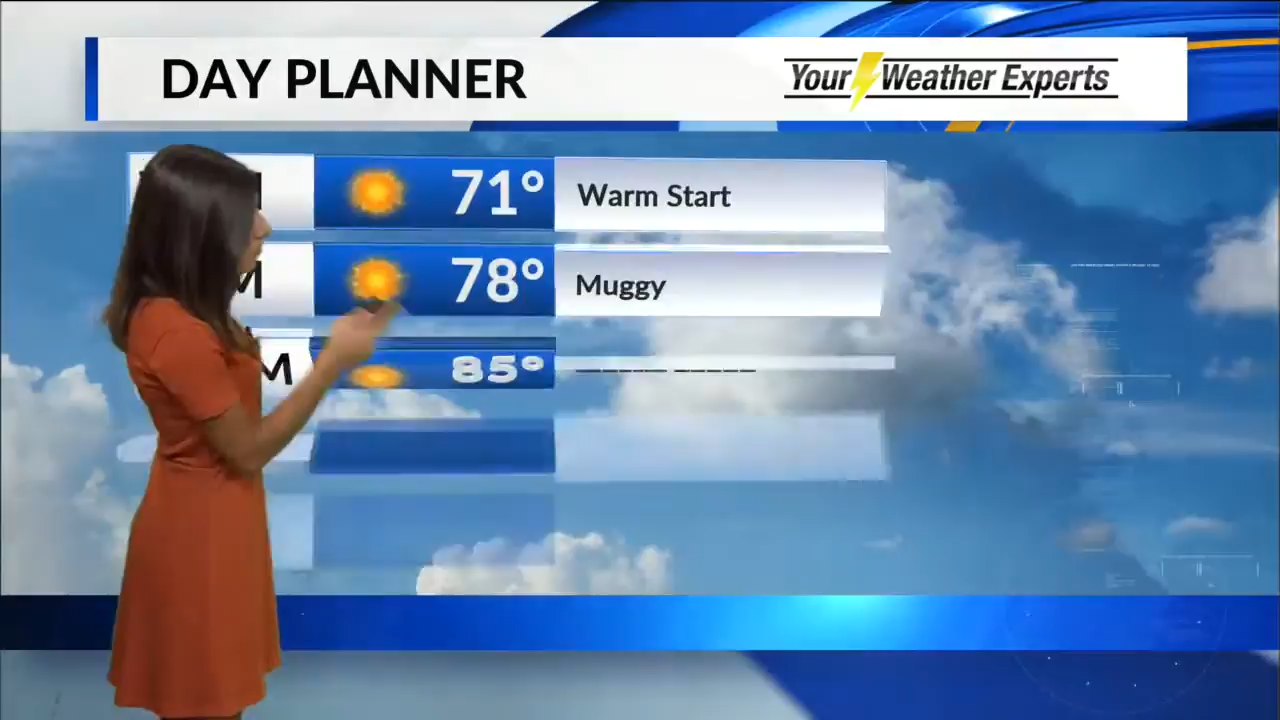 DAY PLANNER
Your Weather Experts
71° Warm Start
M
78° Muggy
M
85°